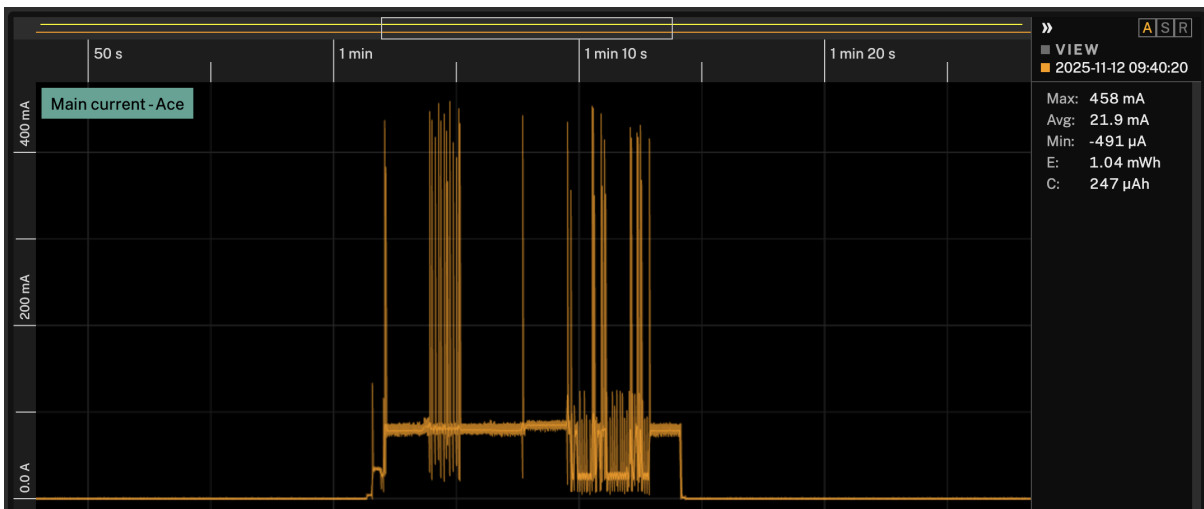 50 s
1 min
1 min 10 s
1 min 20 s
»
A S R
VIEW
2025-11-12 09:40:20
Main current - Ace
Max: 458 mA
Avg: 21.9 mA
Min: -491 µA
E: 1.04 mWh
C: 247 µAh
400 mA
200 mA
0.0 A